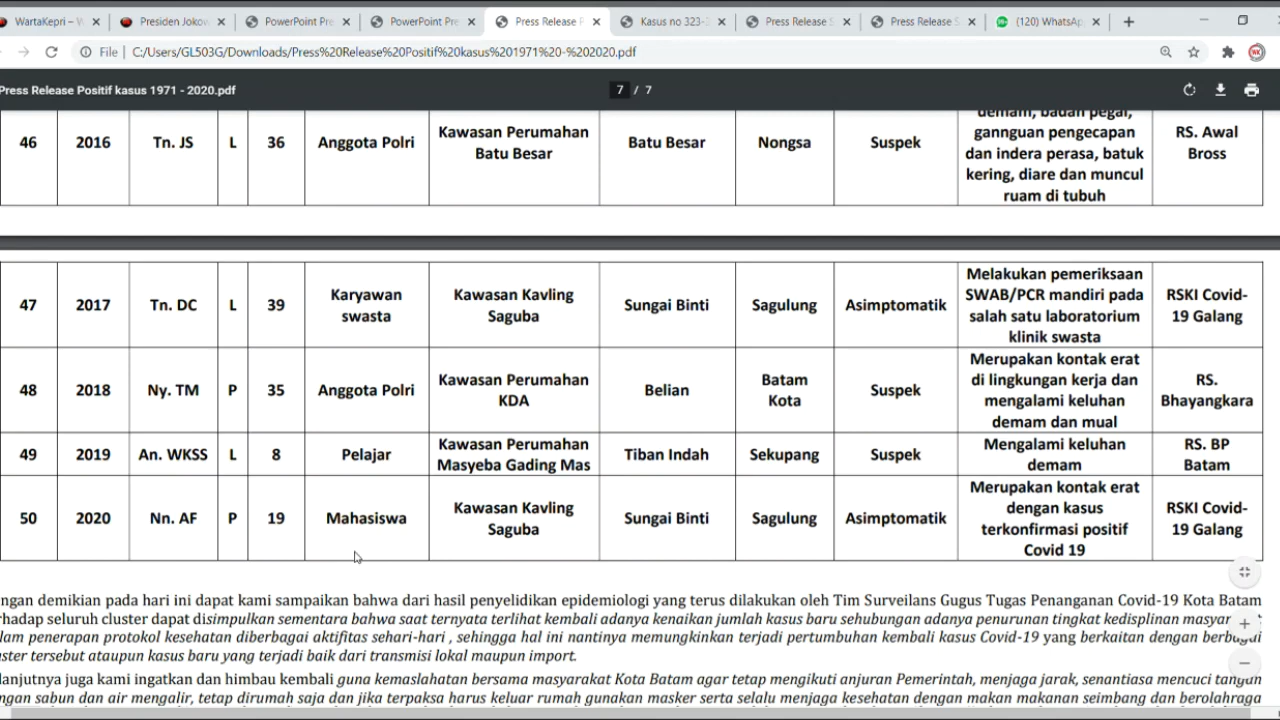 WartaKepri – W
Presiden Jokow
PowerPoint Pre
PowerPoint Pre
Press Release P
Kasus no 323-
Press Release S
Press Release S
(120) WhatsAp
File | C:/Users/GL503G/Downloads/Press%20Release%20Positif%20kasus%201971%20-%202020.pdf
Press Release Positif kasus 1971 - 2020.pdf
7 / 7
46 2016 Tn. JS L 36 Anggota Polri
Kawasan Perumahan
Batu Besar
Batu Besar Nongsa Suspek
demam, badan pegal,
gannguan pengecapan
dan indera perasa, batuk
kering, diare dan muncul
ruam di tubuh
RS. Awal
Bross
47 2017 Tn. DC L 39
Karyawan
swasta
Kawasan Kavling
Saguba
Sungai Binti Sagulung Asimptomatik
Melakukan pemeriksaan
SWAB/PCR mandiri pada
salah satu laboratorium
klinik swasta
RSKI Covid-
19 Galang
48 2018 Ny. TM P 35 Anggota Polri
Kawasan Perumahan
KDA
Belian
Batam
Kota
Suspek
Merupakan kontak erat
di lingkungan kerja dan
mengalami keluhan
demam dan mual
RS.
Bhayangkara
49 2019 An. WKSS L 8 Pelajar
Kawasan Perumahan
Masyeba Gading Mas
Tiban Indah Sekupang Suspek
Mengalami keluhan
demam
RS. BP
Batam
50 2020 Nn. AF P 19 Mahasiswa
Kawasan Kavling
Saguba
Sungai Binti Sagulung Asimptomatik
Merupakan kontak erat
dengan kasus
terkonfirmasi positif
Covid 19
RSKI Covid-
19 Galang
ngan demikian pada hari ini dapat kami sampaikan bahwa dari hasil penyelidikan epidemiologi yang terus dilakukan oleh Tim Surveilans Gugus Tugas Penanganan Covid-19 Kota Batam
rhadap seluruh cluster dapat disimpulkan sementara bahwa saat ternyata terlihat kembali adanya kenaikan jumlah kasus baru sehubungan adanya penurunan tingkat kedisplinan masyar
lam penerapan protokol kesehatan diberbagai aktifitas sehari-hari , sehingga hal ini nantinya memungkinkan terjadi pertumbuhan kembali kasus Covid-19 yang berkaitan dengan berbagai
ster tersebut ataupun kasus baru yang terjadi baik dari transmisi lokal maupun import.
lanjutnya juga kami ingatkan dan himbau kembali guna kemaslahatan bersama masyarakat Kota Batam agar tetap mengikuti anjuran Pemerintah, menjaga jarak, senantiasa mencuci tangan
ngan sabun dan air mengalir, tetap dirumah saja dan jika terpaksa harus keluar rumah gunakan masker serta selalu menjaga kesehatan dengan makan makanan seimbang dan berolahraga